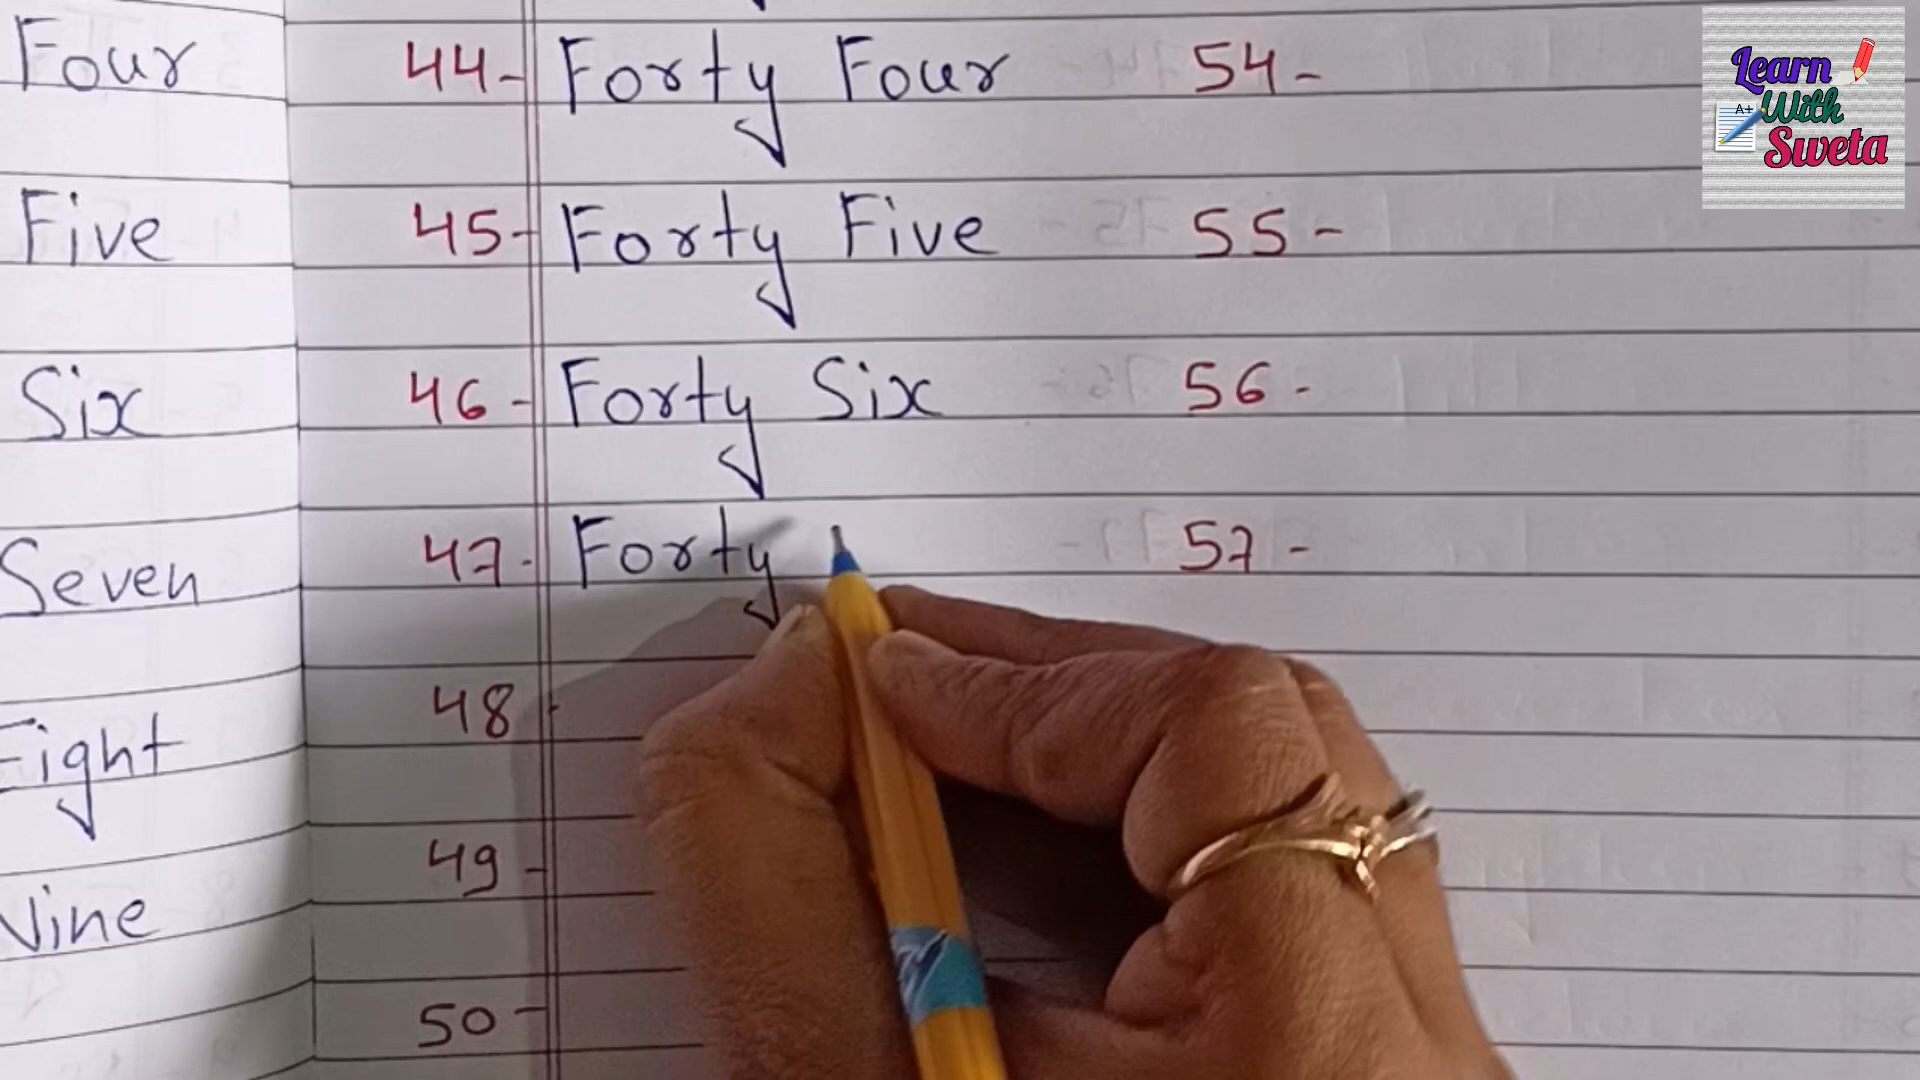 Four 44- Forty Four 54-
Five 45- Forty Five 55-
Six 46- Forty Six 56-
Seven 47- Forty 57-
Eight 48-
Nine 49-
50-
Learn
With
Sweta
A+